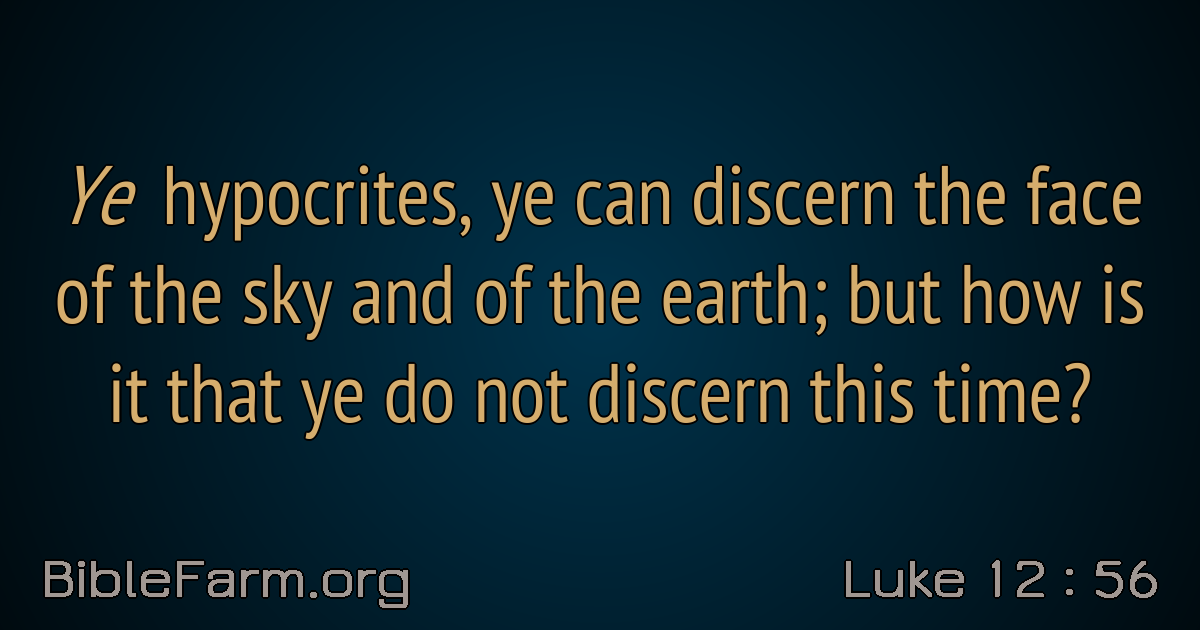 Ye hypocrites, ye can discern the face
of the sky and of the earth; but how is
it that ye do not discern this time?
BibleFarm.org
Luke 12 : 56